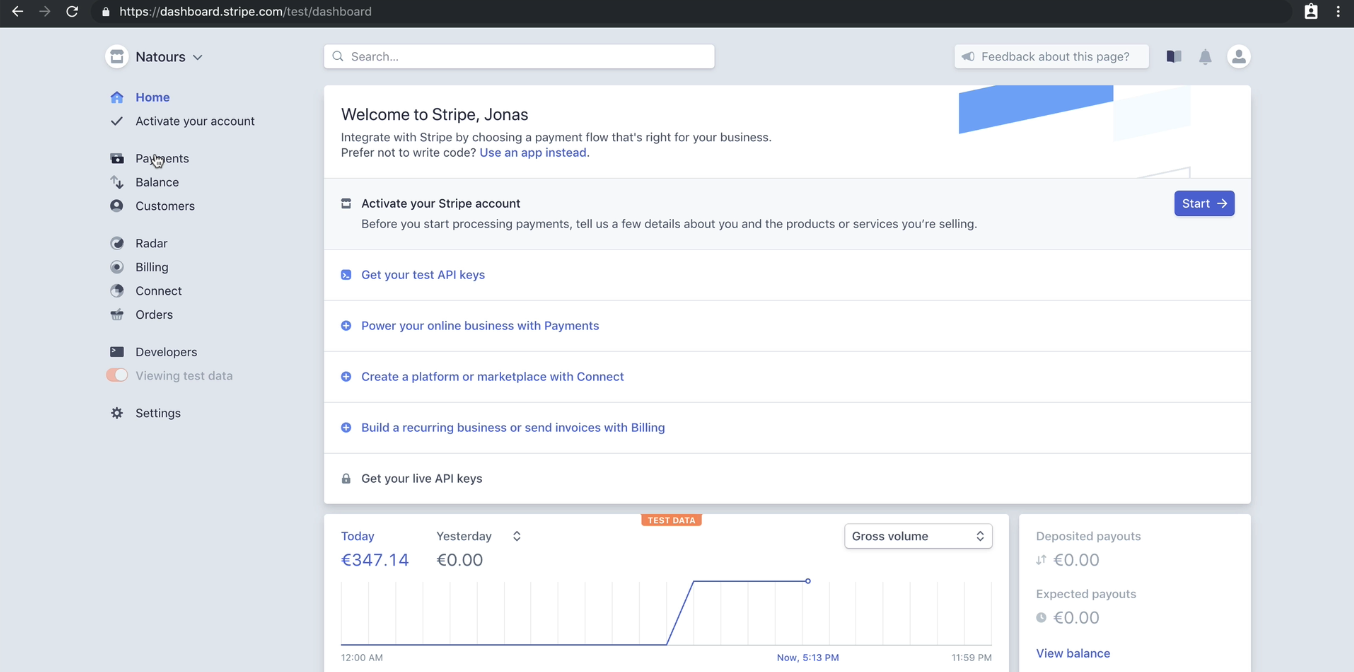 https://dashboard.stripe.com/test/dashboard
Natours
Search...
Feedback about this page?
Home
Activate your account
Payments
Balance
Customers
Radar
Billing
Connect
Orders
Developers
Viewing test data
Settings
Welcome to Stripe, Jonas
Integrate with Stripe by choosing a payment flow that's right for your business.
Prefer not to write code? Use an app instead.
Activate your Stripe account
Before you start processing payments, tell us a few details about you and the products or services you're selling.
Start →
Get your test API keys
Power your online business with Payments
Create a platform or marketplace with Connect
Build a recurring business or send invoices with Billing
Get your live API keys
TEST DATA
Today
€347.14
Yesterday
€0.00
Gross volume
12:00 AM
Now, 5:13 PM
11:59 PM
Deposited payouts
€0.00
Expected payouts
€0.00
View balance